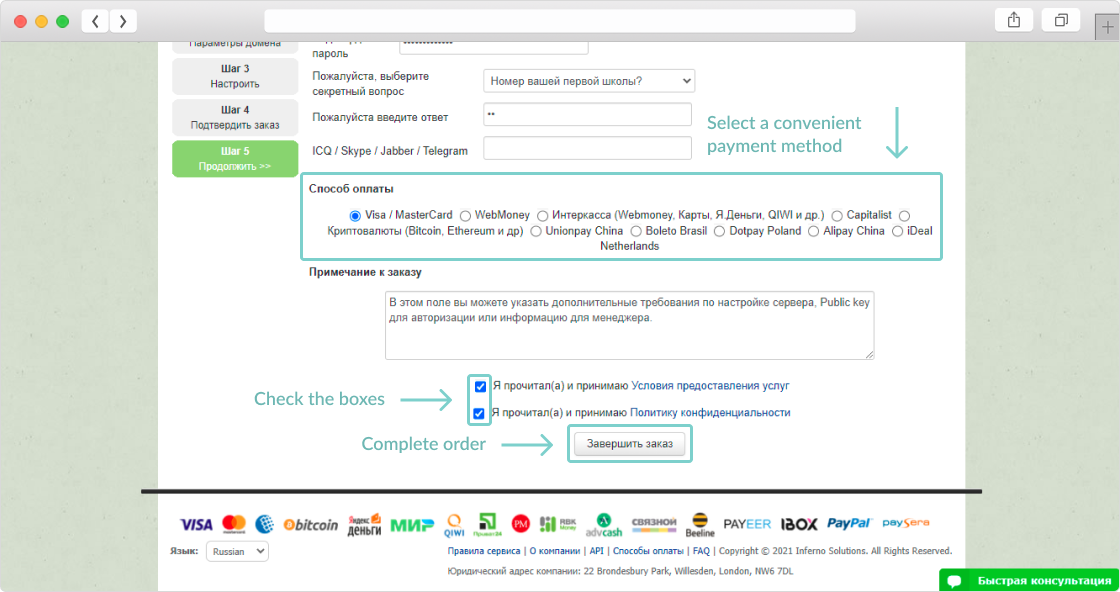 Параметры домена
пароль
Шаг 3
Настроить
Пожалуйста, выберите
секретный вопрос
Номер вашей первой школы?
Шаг 4
Подтвердить заказ
Пожалуйста введите ответ
Select a convenient
payment method
Шаг 5
Продолжить >>
ICQ / Skype / Jabber / Telegram
Способ оплаты
Visa / MasterCard WebMoney Интеркасса (Webmoney, Карты, Я.Деньги, QIWI и др.) Capitalist
Криптовалюты (Bitcoin, Ethereum и др) Unionpay China Boleto Brasil Dotpay Poland Alipay China iDeal
Netherlands
Примечание к заказу
В этом поле вы можете указать дополнительные требования по настройке сервера, Public key
для авторизации или информацию для менеджера.
Check the boxes
Я прочитал(а) и принимаю Условия предоставления услуг
Я прочитал(а) и принимаю Политику конфиденциальности
Complete order
Завершить заказ
VISA mastercard bitcoin Яндекс деньги МИР QIWI Приват24 PM RBK Money advcash СВЯЗНОЙ Beeline PAYEER IBOX PayPal paysera
Язык: Russian
Правила сервиса | О компании | API | Способы оплаты | FAQ | Copyright © 2021 Inferno Solutions. All Rights Reserved.
Юридический адрес компании: 22 Brondesbury Park, Willesden, London, NW6 7DL
Быстрая консультация